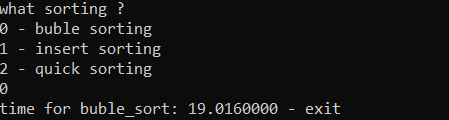 what sorting ?
0 - buble sorting
1 - insert sorting
2 - quick sorting
0
time for buble_sort: 19.0160000 - exit